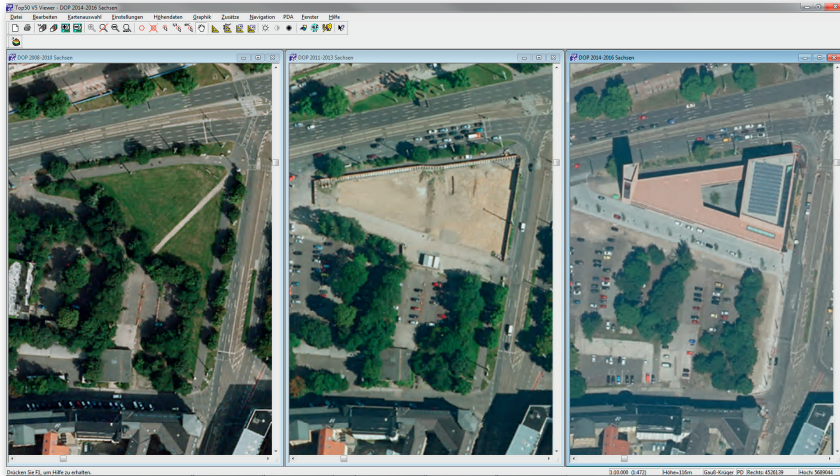 Top50 V5 Viewer - DOP 2014-2016 Sachsen
Datei Bearbeiten Kartenauswahl Einstellungen Höhendaten Graphik Zusätze Navigation PDA Fenster Hilfe
DOP 2008-2010 Sachsen
DOP 2011-2013 Sachsen
DOP 2014-2016 Sachsen
Drücken Sie F1, um Hilfe zu erhalten.
1:10.000 (1:472) Höhe=116m Gauß-Krüger PD Rechts: 4526139 Hoch: 5689044